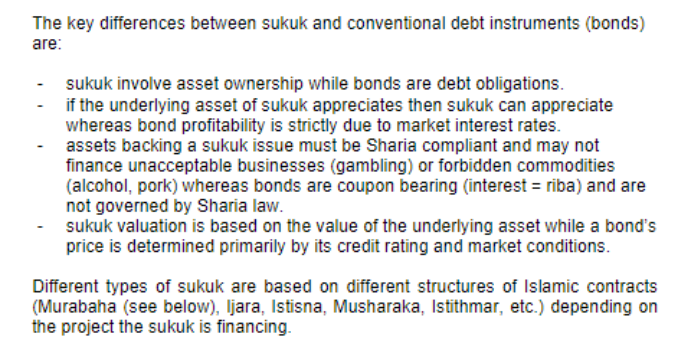 The key differences between sukuk and conventional debt instruments (bonds)
are:
- sukuk involve asset ownership while bonds are debt obligations.
- if the underlying asset of sukuk appreciates then sukuk can appreciate
whereas bond profitability is strictly due to market interest rates.
- assets backing a sukuk issue must be Sharia compliant and may not
finance unacceptable businesses (gambling) or forbidden commodities
(alcohol, pork) whereas bonds are coupon bearing (interest = riba) and are
not governed by Sharia law.
- sukuk valuation is based on the value of the underlying asset while a bond's
price is determined primarily by its credit rating and market conditions.
Different types of sukuk are based on different structures of Islamic contracts
(Murabaha (see below), Ijara, Istisna, Musharaka, Istithmar, etc.) depending on
the project the sukuk is financing.